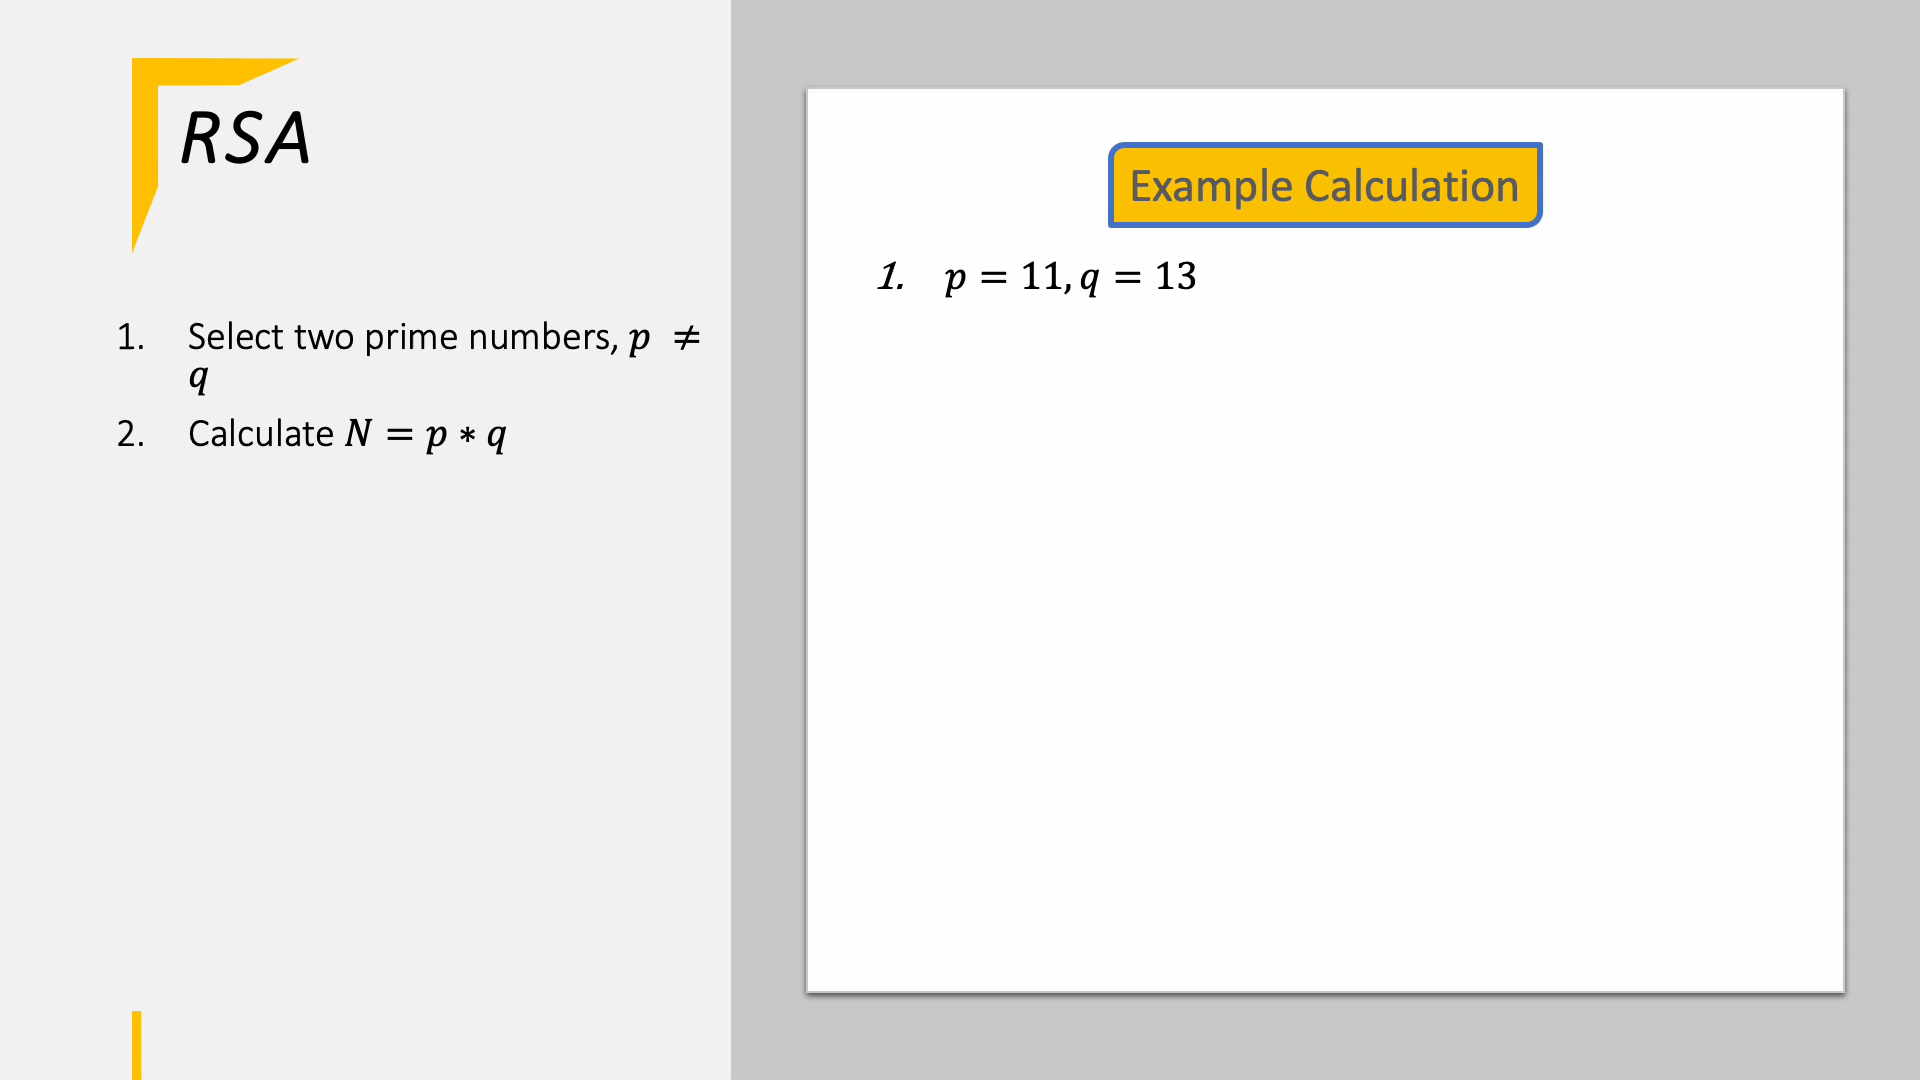 RSA
1. Select two prime numbers, p ≠
q
2. Calculate N = p ∗ q
Example Calculation
1. p = 11, q = 13